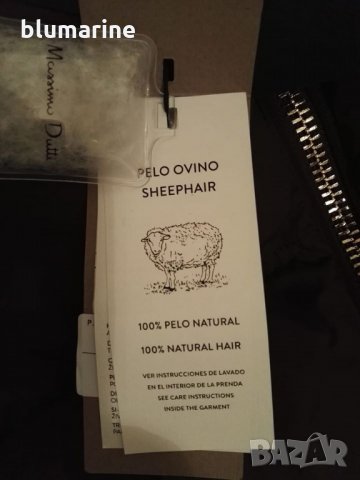 blumarine
Massimo Dutti
PELO OVINO
SHEEPHAIR
100% PELO NATURAL
100% NATURAL HAIR
VER INSTRUCCIONES DE LAVADO
EN EL INTERIOR DE LA PRENDA
SEE CARE INSTRUCTIONS
INSIDE THE GARMENT
BAZAR